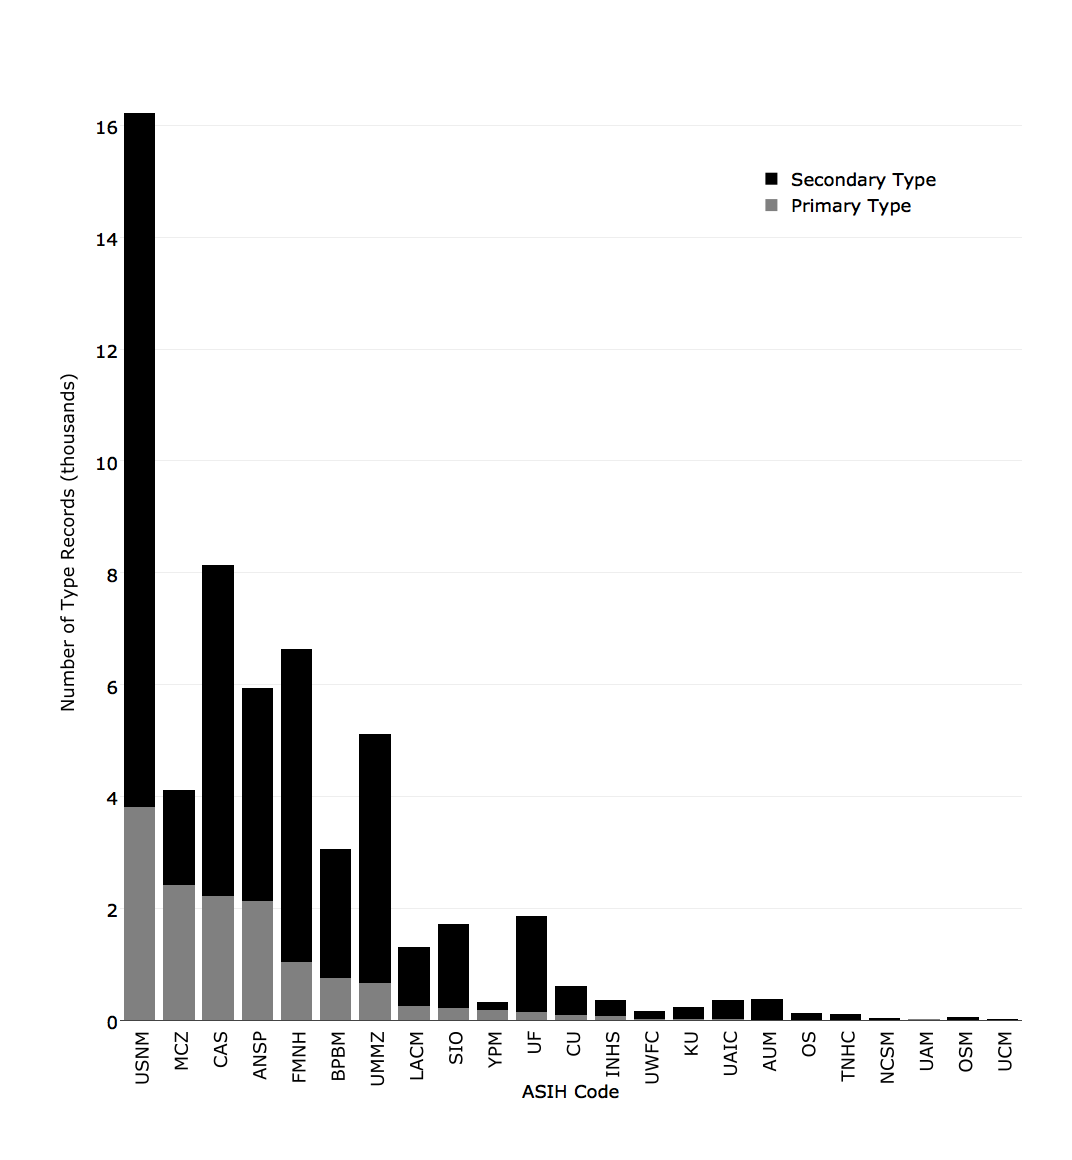 16
Secondary Type
Primary Type
14
12
10
8
6
4
2
0
Number of Type Records (thousands)
USNM
MCZ
CAS
ANSP
FMNH
BPBM
UMMZ
LACM
SIO
YPM
UF
CU
INHS
UWFC
KU
UAIC
AUM
OS
TNHC
NCSM
UAM
OSM
UCM
ASIH Code